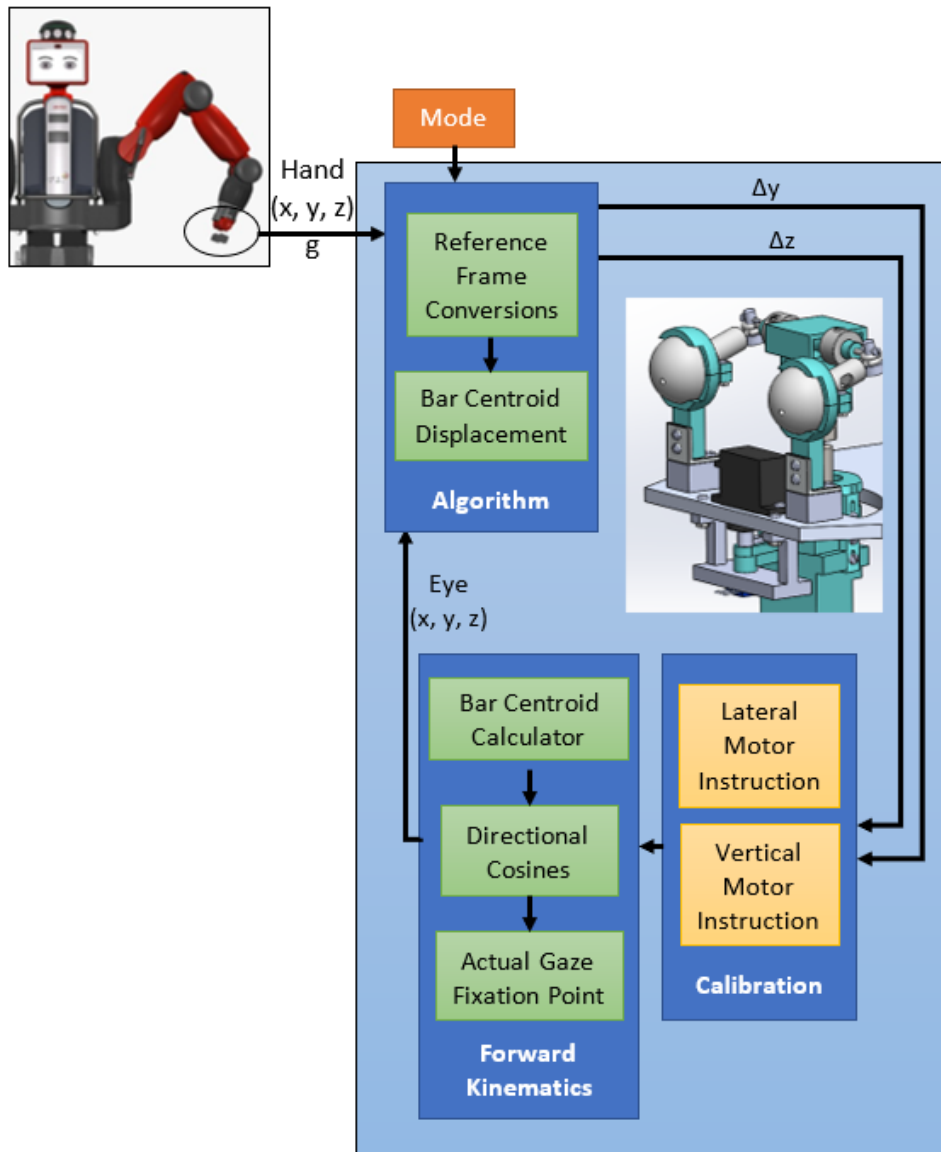 Mode
Hand
(x, y, z)
g
Δy
Δz
Reference
Frame
Conversions
Bar Centroid
Displacement
Algorithm
Eye
(x, y, z)
Bar Centroid
Calculator
Directional
Cosines
Actual Gaze
Fixation Point
Forward
Kinematics
Lateral
Motor
Instruction
Vertical
Motor
Instruction
Calibration